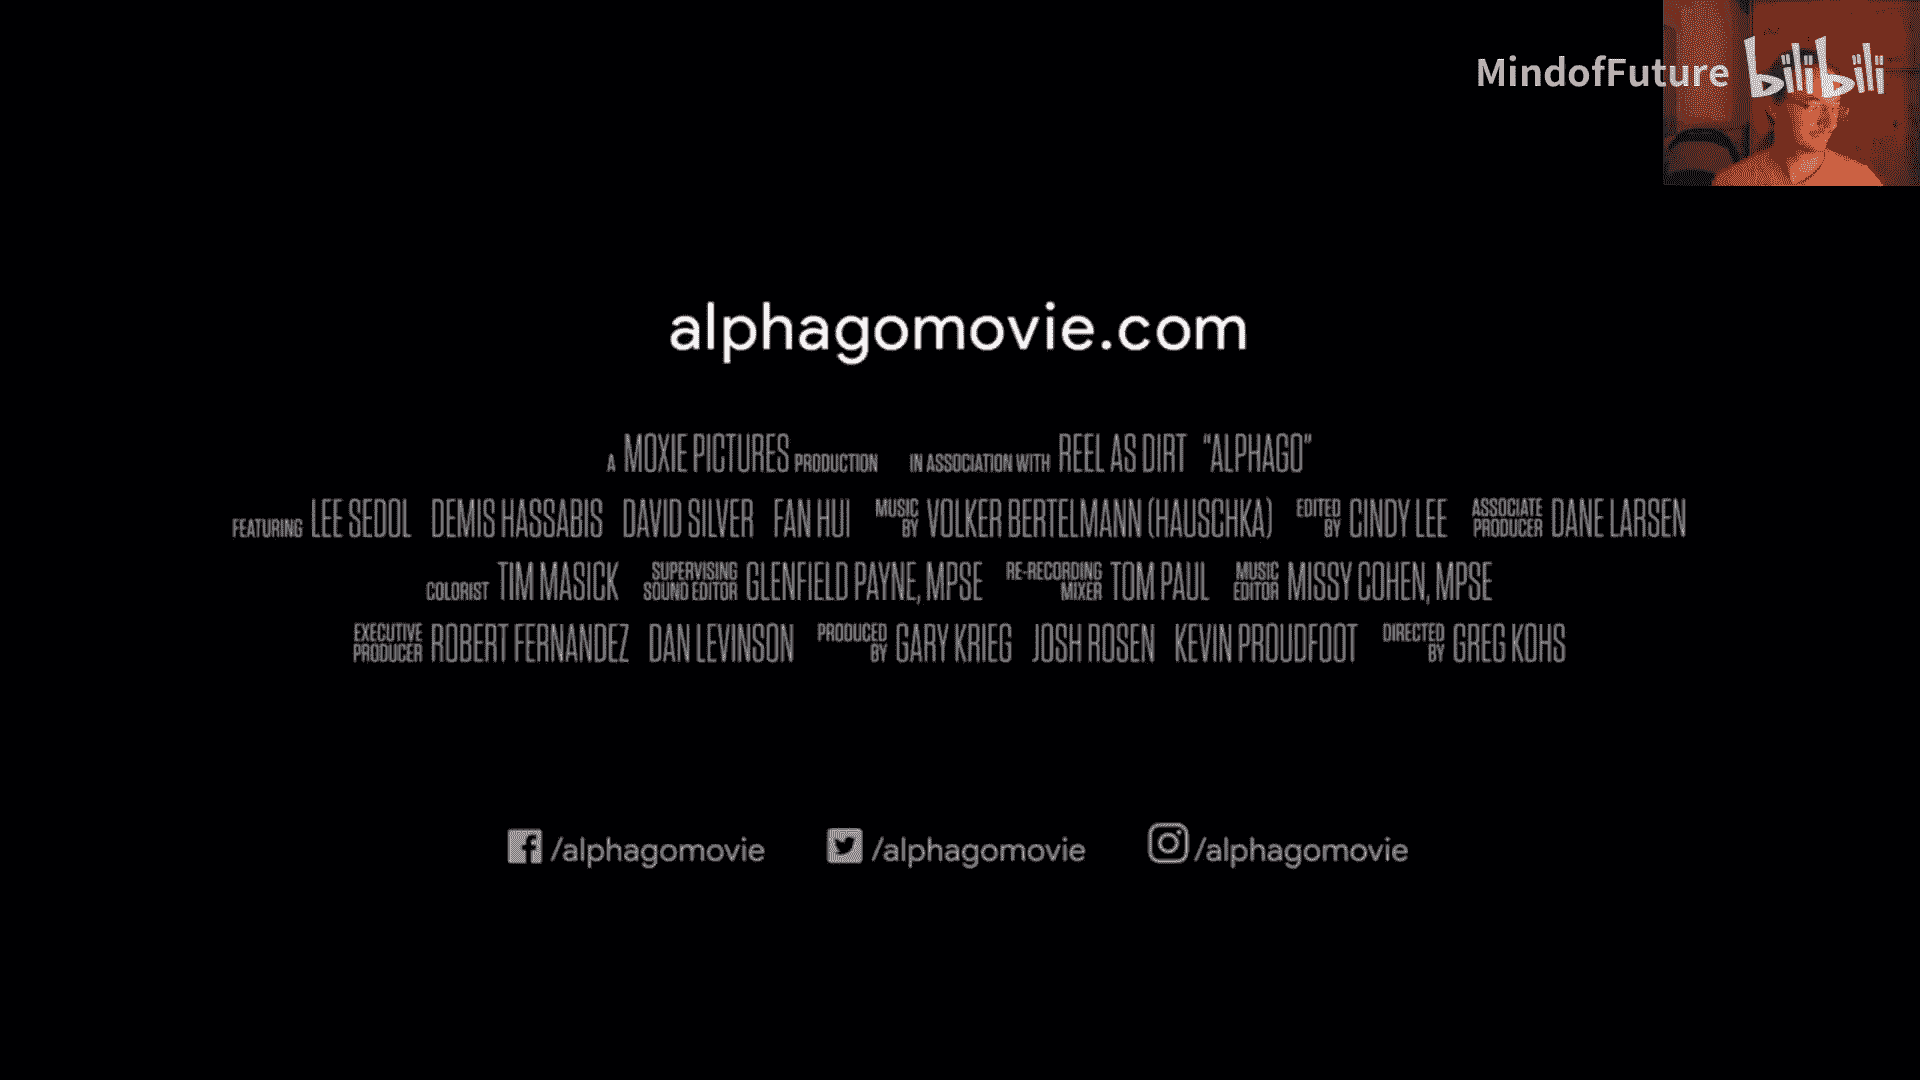 MindofFuture bilibili
alphagomovie.com
A MOXIE PICTURES PRODUCTION IN ASSOCIATION WITH REEL AS DIRT "ALPHAGO"
FEATURING LEE SEDOL DEMIS HASSABIS DAVID SILVER FAN HUI MUSIC BY VOLKER BERTELMANN (HAUSCHKA) EDITED BY CINDY LEE ASSOCIATE PRODUCER DANE LARSEN
COLORIST TIM MASICK SUPERVISING SOUND EDITOR GLENFIELD PAYNE, MPSE RE-RECORDING MIXER TOM PAUL MUSIC EDITOR MISSY COHEN, MPSE
EXECUTIVE PRODUCER ROBERT FERNANDEZ DAN LEVINSON PRODUCED BY GARY KRIEG JOSH ROSEN KEVIN PROUDFOOT DIRECTED BY GREG KOHS
/alphagomovie /alphagomovie /alphagomovie